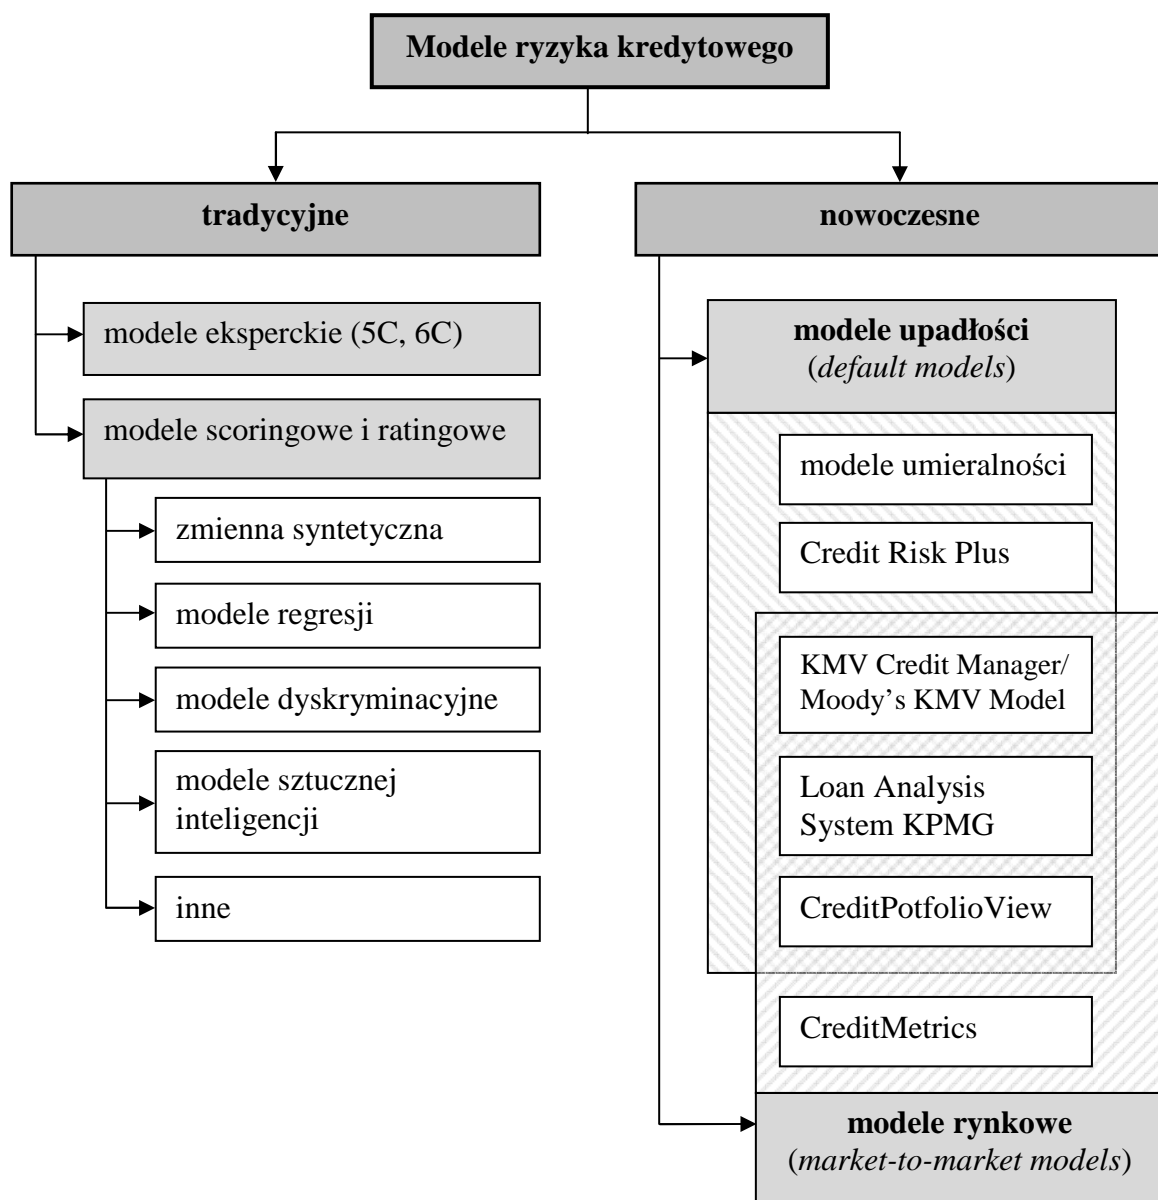 Modele ryzyka kredytowego
tradycyjne
modele eksperckie (5C, 6C)
modele scoringowe i ratingowe
zmienna syntetyczna
modele regresji
modele dyskryminacyjne
modele sztucznej
inteligencji
inne
nowoczesne
modele upadłości
(default models)
modele umieralności
Credit Risk Plus
KMV Credit Manager/
Moody’s KMV Model
Loan Analysis
System KPMG
CreditPotfolioView
CreditMetrics
modele rynkowe
(market-to-market models)